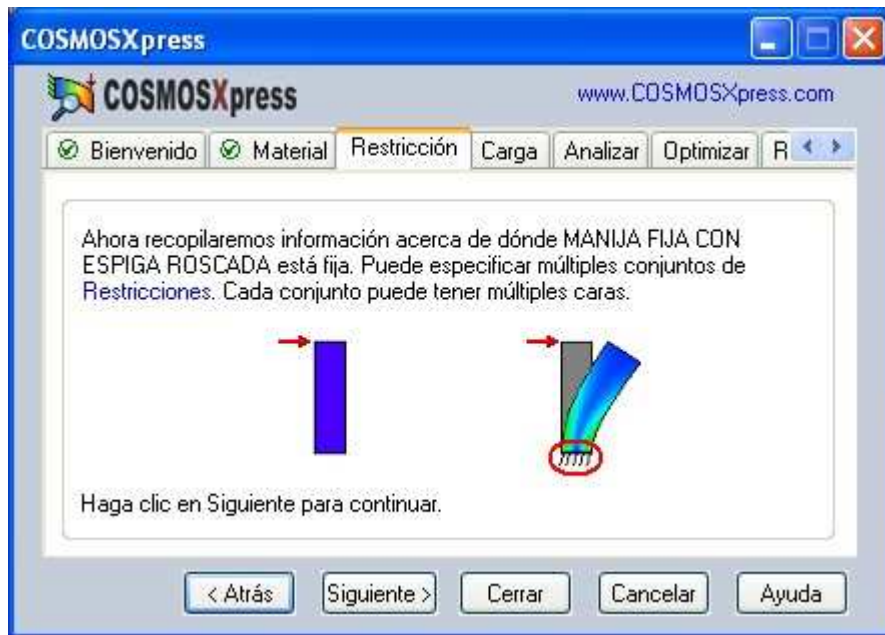 COSMOSXpress
COSMOSXpress
www.COSMOSXpress.com
Bienvenido Material Restricción Carga Analizar Optimizar R
Ahora recopilaremos información acerca de dónde MANIJA FIJA CON
ESPIGA ROSCADA está fija. Puede especificar múltiples conjuntos de
Restricciones. Cada conjunto puede tener múltiples caras.
Haga clic en Siguiente para continuar.
< Atrás Siguiente > Cerrar Cancelar Ayuda